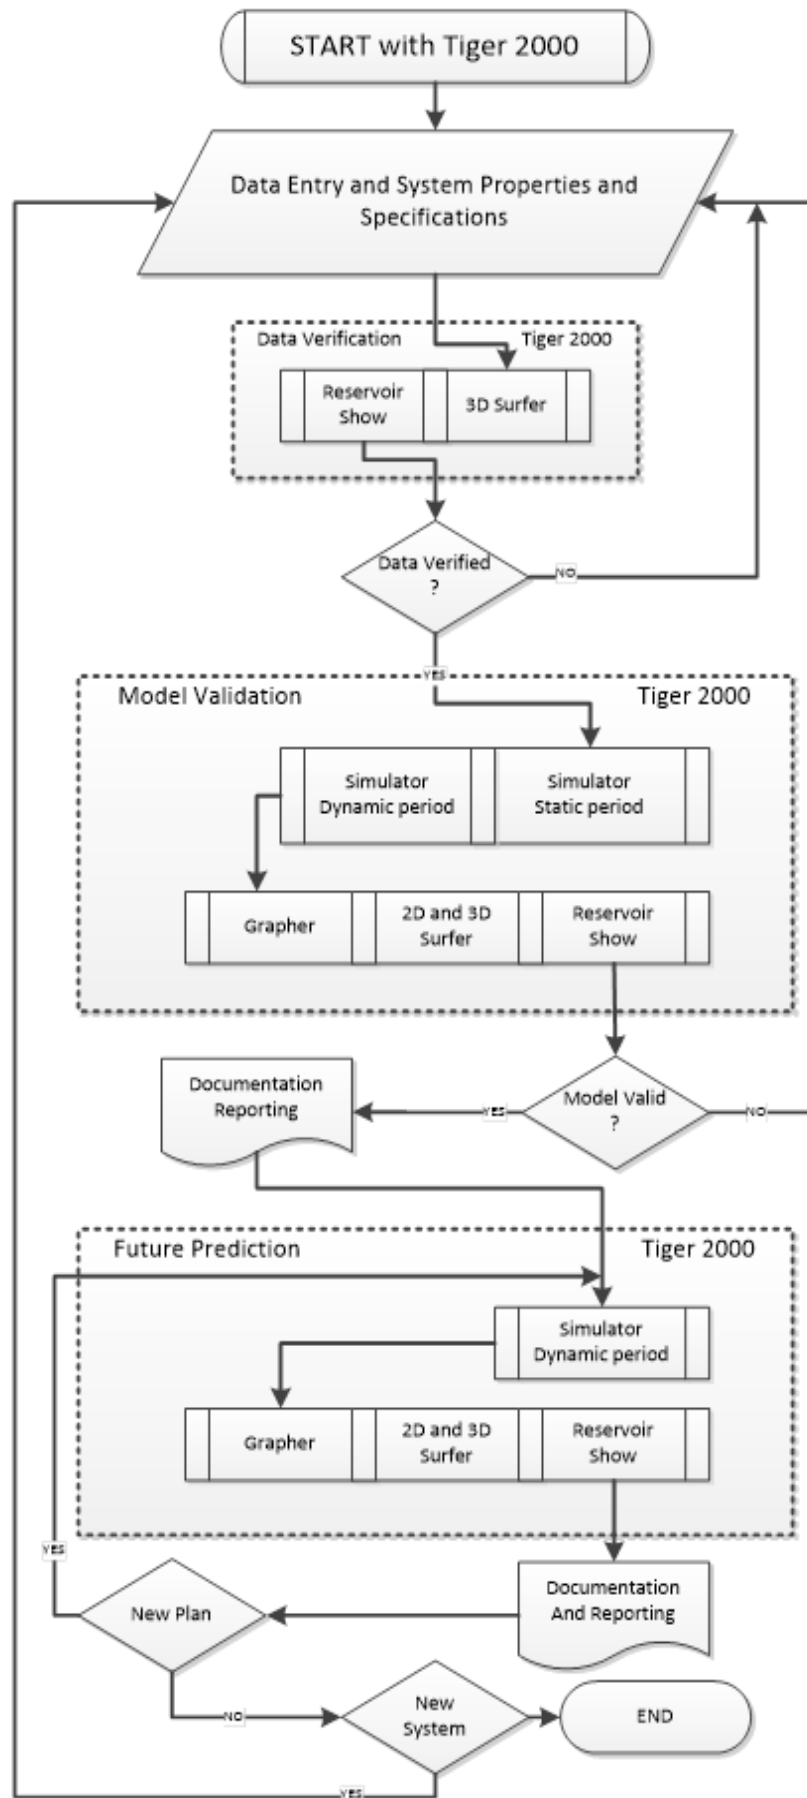 START with Tiger 2000
Data Entry and System Properties and
Specifications
Data Verification
Tiger 2000
Reservoir
Show
3D Surfer
Data Verified
?
NO
YES
Model Validation
Tiger 2000
Simulator
Dynamic period
Simulator
Static period
Grapher
2D and 3D
Surfer
Reservoir
Show
Documentation
Reporting
YES
Model Valid
?
NO
Future Prediction
Tiger 2000
Simulator
Dynamic period
Grapher
2D and 3D
Surfer
Reservoir
Show
YES
New Plan
Documentation
And Reporting
NO
New
System
END
YES